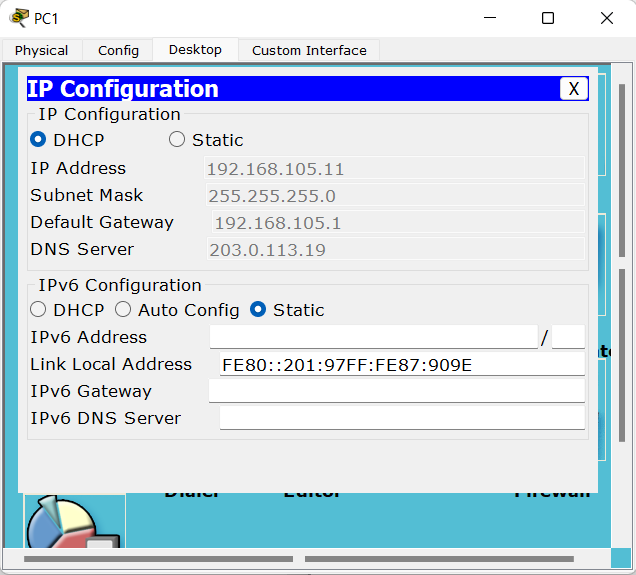 PC1
Physical Config Desktop Custom Interface
IP Configuration X
IP Configuration
DHCP Static
IP Address 192.168.105.11
Subnet Mask 255.255.255.0
Default Gateway 192.168.105.1
DNS Server 203.0.113.19
IPv6 Configuration
DHCP Auto Config Static
IPv6 Address /
Link Local Address FE80::201:97FF:FE87:909E
IPv6 Gateway
IPv6 DNS Server
Dialer Editor Firewall